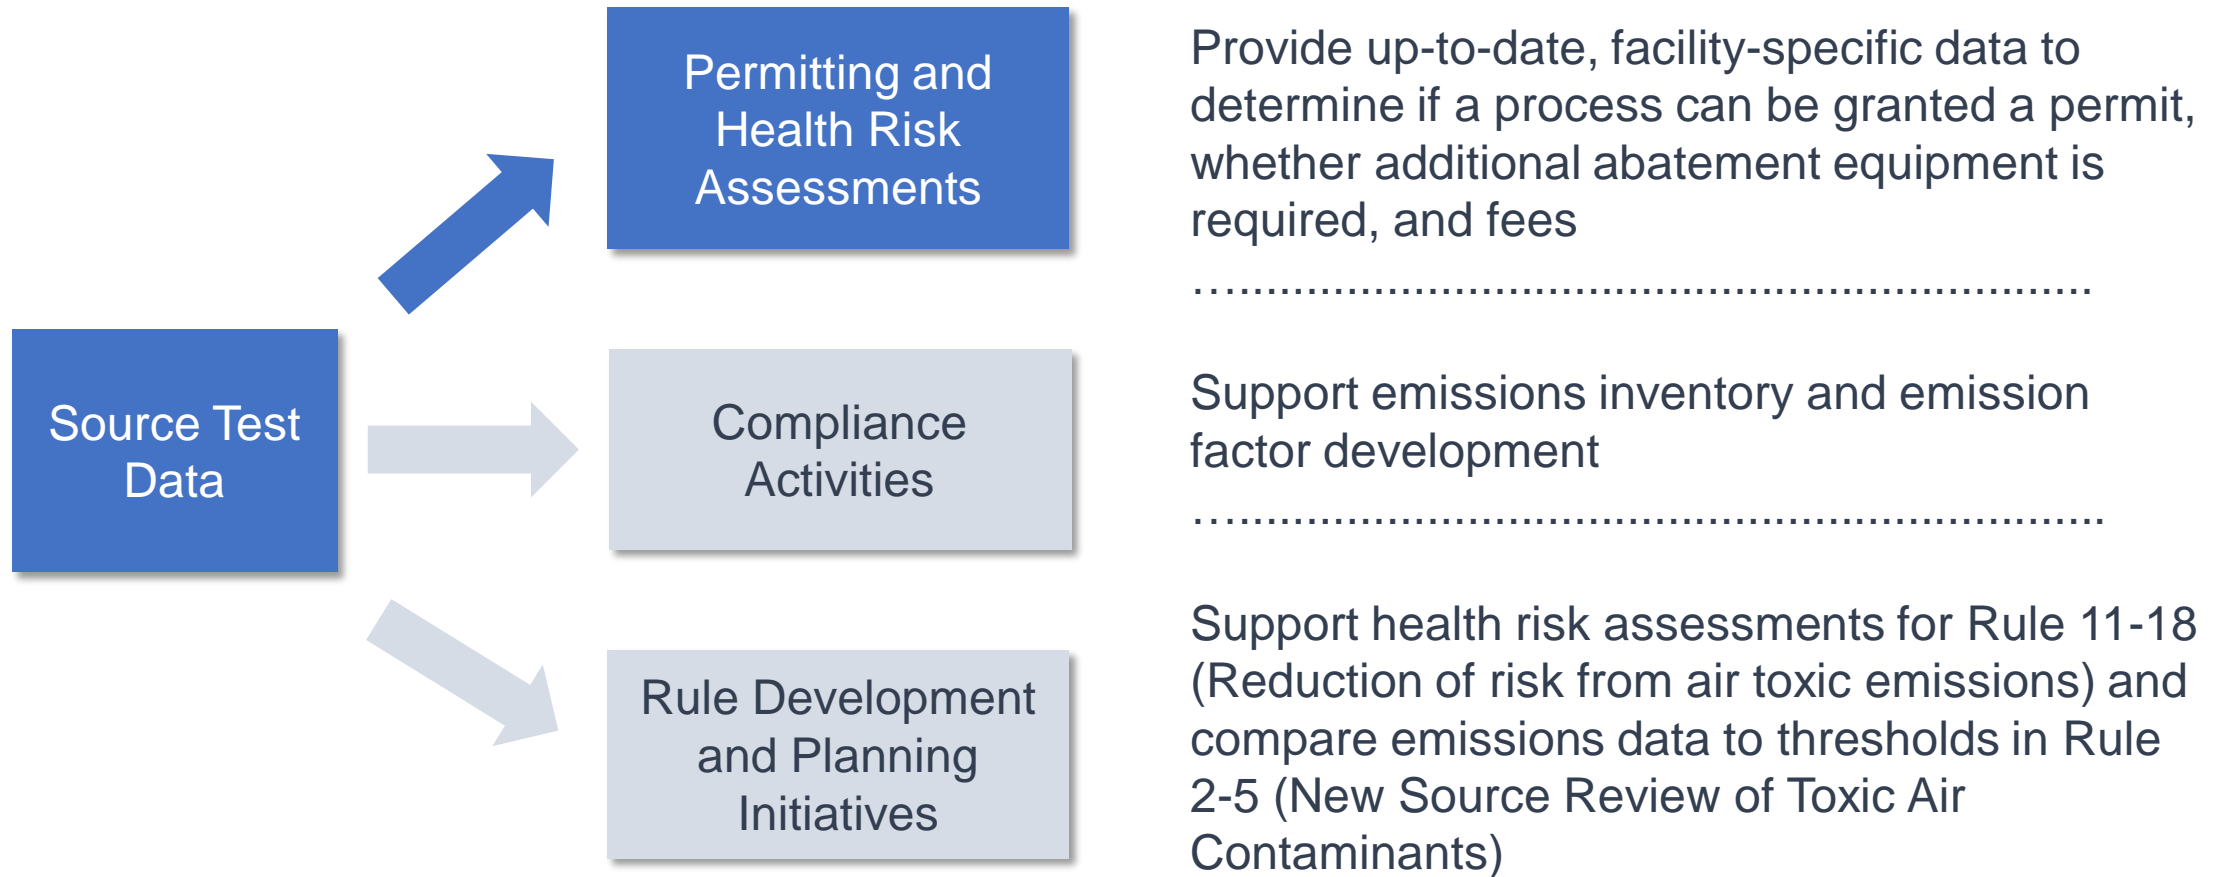 Source Test
Data
Permitting and
Health Risk
Assessments
Compliance
Activities
Rule Development
and Planning
Initiatives
Provide up-to-date, facility-specific data to
determine if a process can be granted a permit,
whether additional abatement equipment is
required, and fees
…................................................................
Support emissions inventory and emission
factor development
….................................................................
Support health risk assessments for Rule 11-18
(Reduction of risk from air toxic emissions) and
compare emissions data to thresholds in Rule
2-5 (New Source Review of Toxic Air
Contaminants)